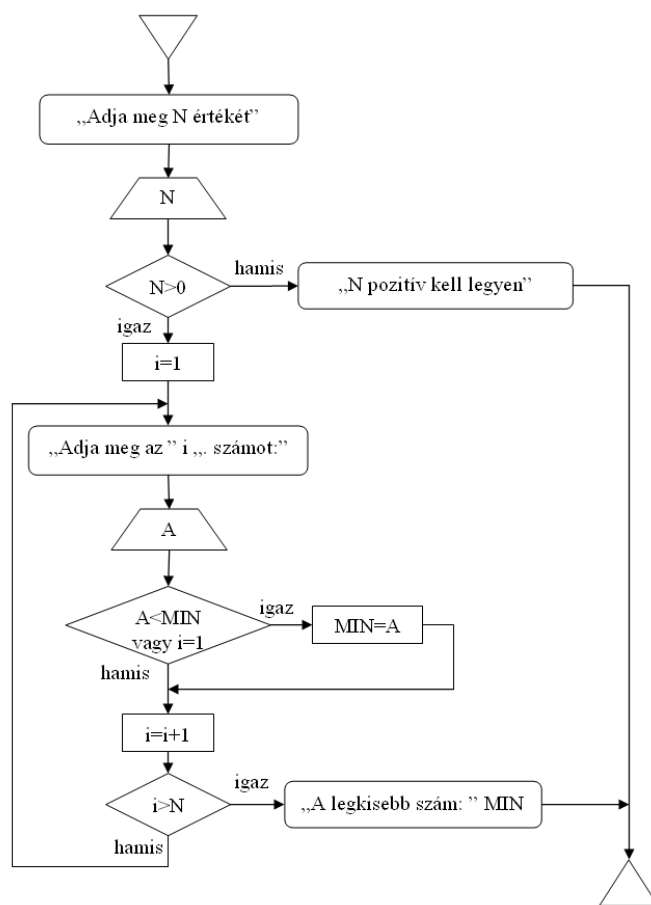 „Adja meg N értékét”
N
N>0
hamis
„N pozitív kell legyen”
igaz
i=1
„Adja meg az ” i „. számot:”
A
A<MIN
vagy i=1
igaz
MIN=A
hamis
i=i+1
i>N
igaz
„A legkisebb szám: ” MIN
hamis